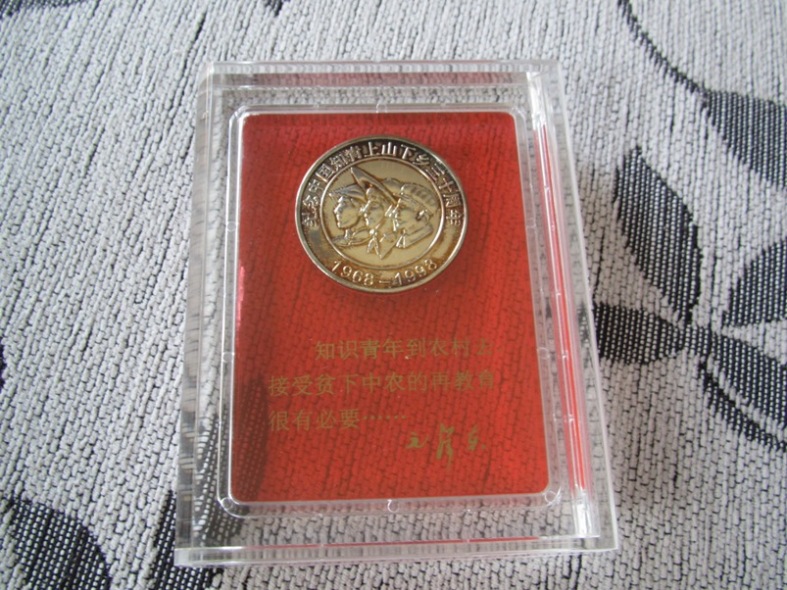 纪念中国知青上山下乡三十周年
1968-1998
知识青年到农村去
接受贫下中农的再教育
很有必要……
毛泽东